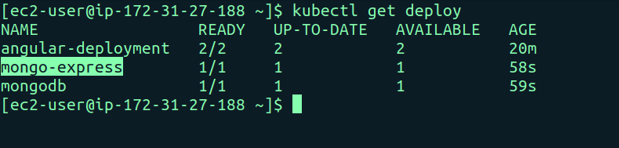 [ec2-user@ip-172-31-27-188 ~]$ kubectl get deploy
NAME                 READY   UP-TO-DATE   AVAILABLE   AGE
angular-deployment   2/2     2            2           20m
mongo-express        1/1     1            1           58s
mongodb              1/1     1            1           59s
[ec2-user@ip-172-31-27-188 ~]$